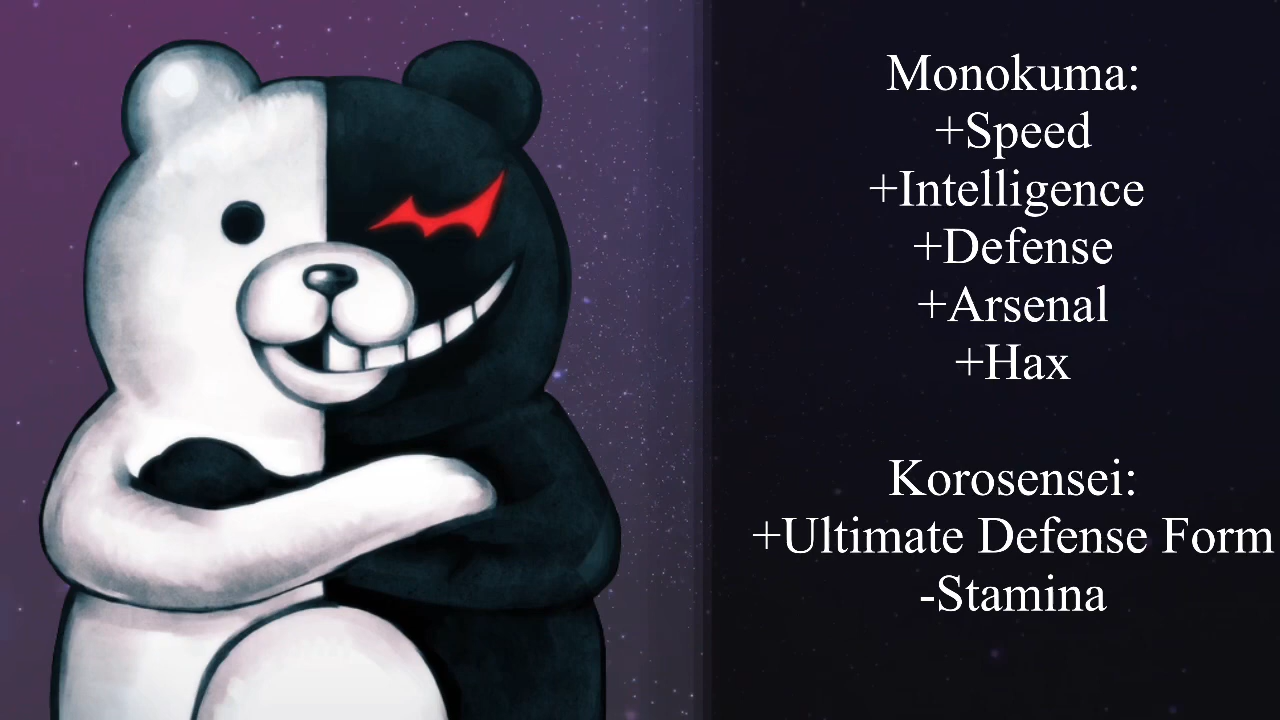 Monokuma:
+Speed
+Intelligence
+Defense
+Arsenal
+Hax
Korosensei:
+Ultimate Defense Form
-Stamina